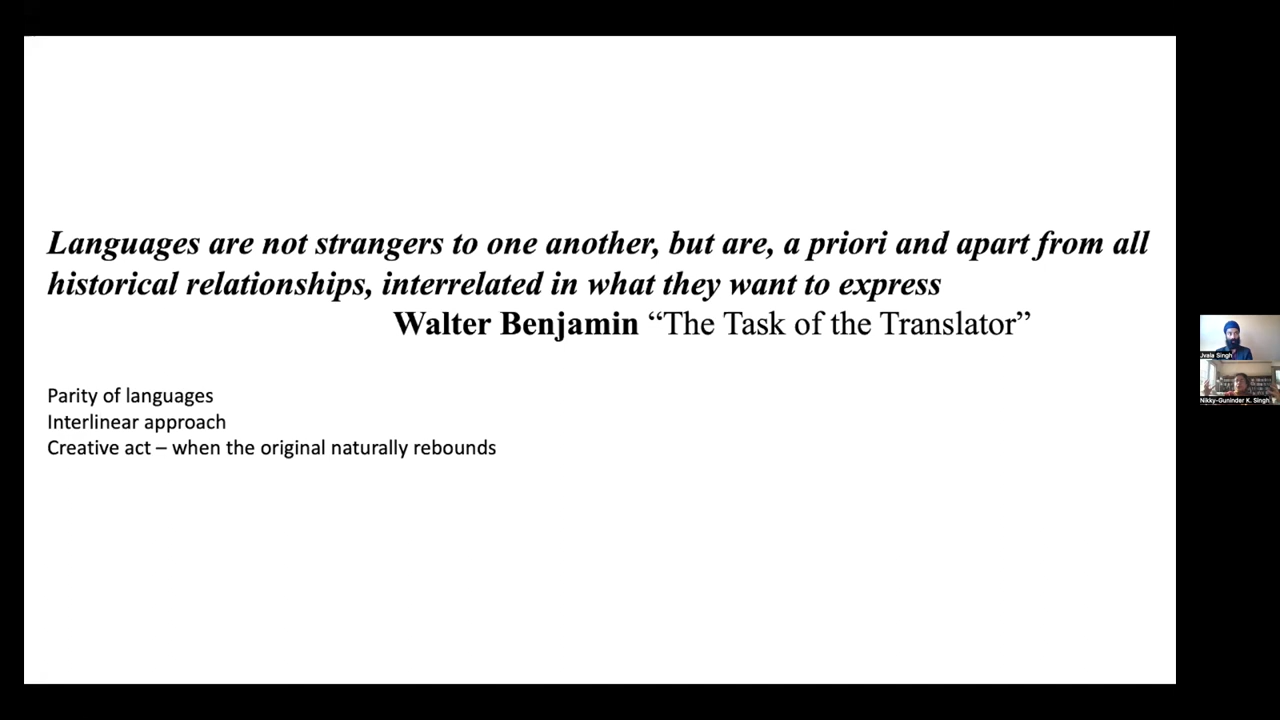 Languages are not strangers to one another, but are, a priori and apart from all
historical relationships, interrelated in what they want to express
Walter Benjamin “The Task of the Translator”
Parity of languages
Interlinear approach
Creative act – when the original naturally rebounds
Jvala Singh
Nikky-Guninder K. Singh